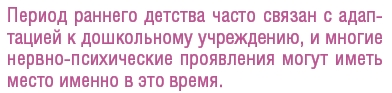 Период раннего детства часто связан с адап-
тацией к дошкольному учреждению, и многие
нервно-психические проявления могут иметь
место именно в это время.